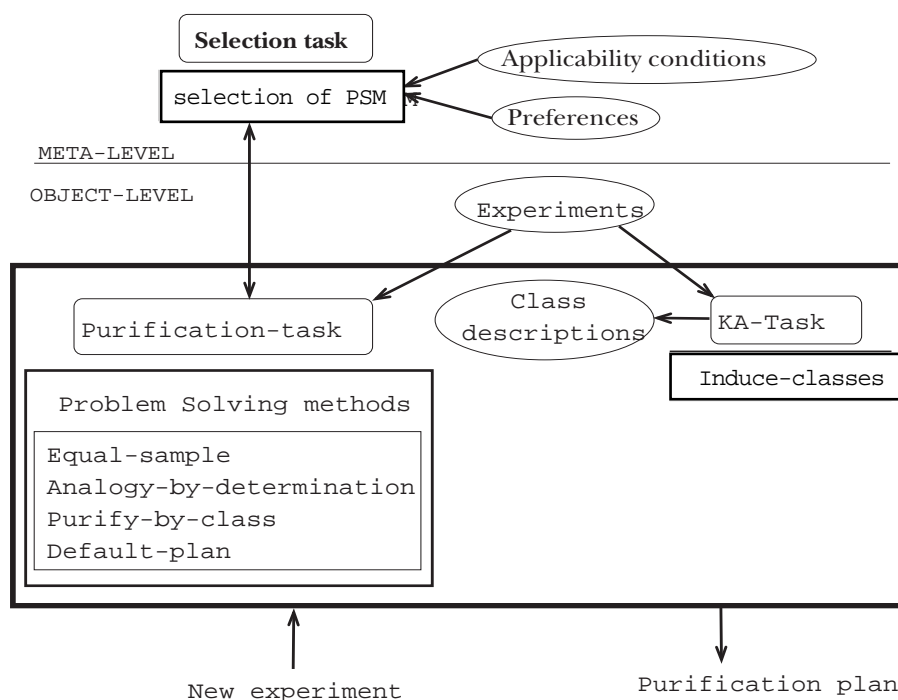 Selection task
Applicability conditions
selection of PSM
Preferences
META-LEVEL
OBJECT-LEVEL
Experiments
Purification-task
Class
descriptions
KA-Task
Induce-classes
Problem Solving methods
Equal-sample
Analogy-by-determination
Purify-by-class
Default-plan
New experiment
Purification plan